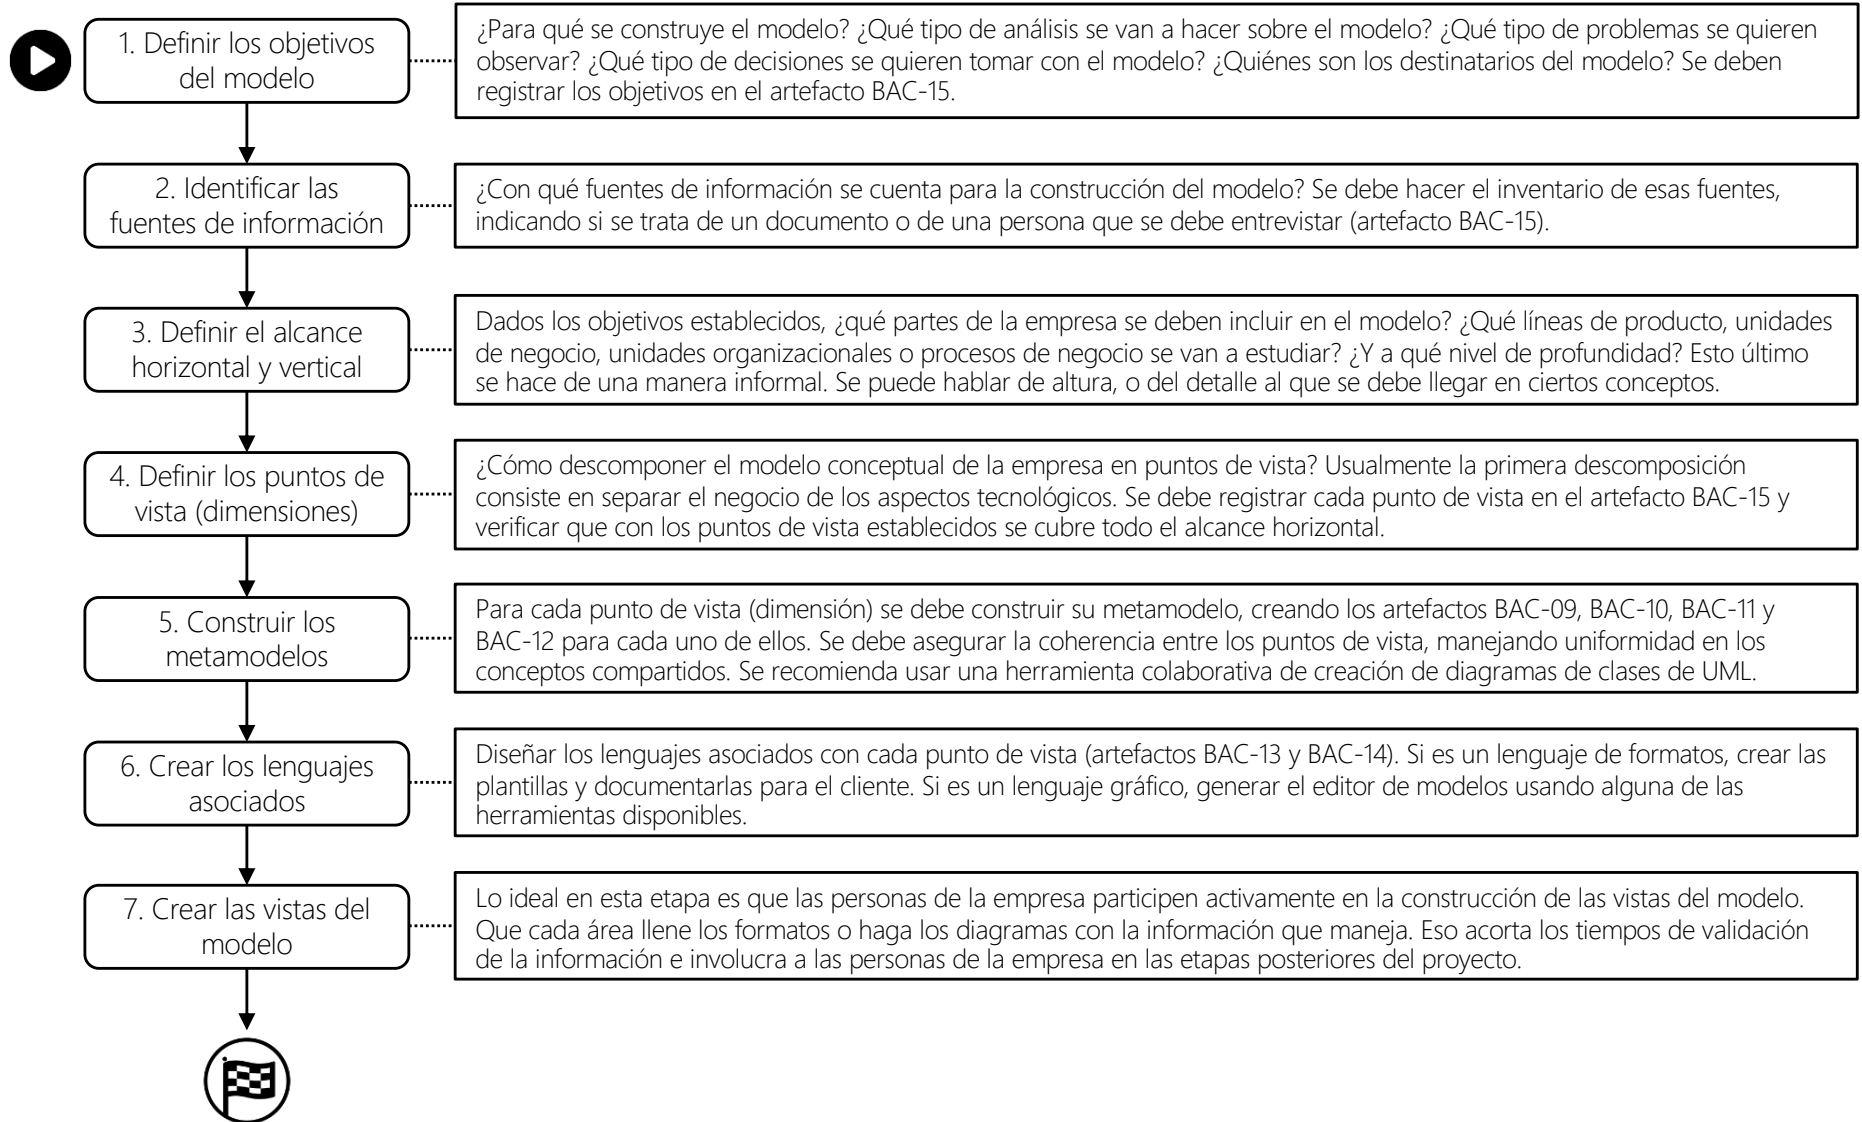 1. Definir los objetivos
del modelo
¿Para qué se construye el modelo? ¿Qué tipo de análisis se van a hacer sobre el modelo? ¿Qué tipo de problemas se quieren
observar? ¿Qué tipo de decisiones se quieren tomar con el modelo? ¿Quiénes son los destinatarios del modelo? Se deben
registrar los objetivos en el artefacto BAC-15.
2. Identificar las
fuentes de información
¿Con qué fuentes de información se cuenta para la construcción del modelo? Se debe hacer el inventario de esas fuentes,
indicando si se trata de un documento o de una persona que se debe entrevistar (artefacto BAC-15).
3. Definir el alcance
horizontal y vertical
Dados los objetivos establecidos, ¿qué partes de la empresa se deben incluir en el modelo? ¿Qué líneas de producto, unidades
de negocio, unidades organizacionales o procesos de negocio se van a estudiar? ¿Y a qué nivel de profundidad? Esto último
se hace de una manera informal. Se puede hablar de altura, o del detalle al que se debe llegar en ciertos conceptos.
4. Definir los puntos de
vista (dimensiones)
¿Cómo descomponer el modelo conceptual de la empresa en puntos de vista? Usualmente la primera descomposición
consiste en separar el negocio de los aspectos tecnológicos. Se debe registrar cada punto de vista en el artefacto BAC-15 y
verificar que con los puntos de vista establecidos se cubre todo el alcance horizontal.
5. Construir los
metamodelos
Para cada punto de vista (dimensión) se debe construir su metamodelo, creando los artefactos BAC-09, BAC-10, BAC-11 y
BAC-12 para cada uno de ellos. Se debe asegurar la coherencia entre los puntos de vista, manejando uniformidad en los
conceptos compartidos. Se recomienda usar una herramienta colaborativa de creación de diagramas de clases de UML.
6. Crear los lenguajes
asociados
Diseñar los lenguajes asociados con cada punto de vista (artefactos BAC-13 y BAC-14). Si es un lenguaje de formatos, crear las
plantillas y documentarlas para el cliente. Si es un lenguaje gráfico, generar el editor de modelos usando alguna de las
herramientas disponibles.
7. Crear las vistas del
modelo
Lo ideal en esta etapa es que las personas de la empresa participen activamente en la construcción de las vistas del modelo.
Que cada área llene los formatos o haga los diagramas con la información que maneja. Eso acorta los tiempos de validación
de la información e involucra a las personas de la empresa en las etapas posteriores del proyecto.